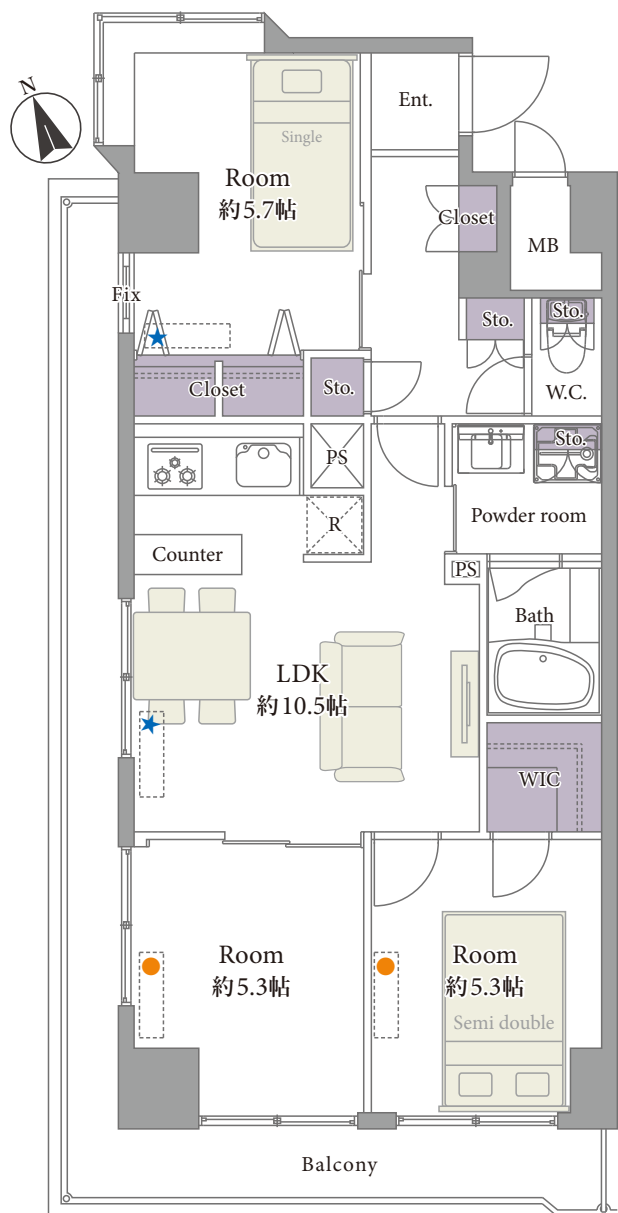 N
Ent.
Single
Room
約5.7帖
Closet
MB
Fix
Sto.
Sto.
Closet
Sto.
W.C.
PS
Sto.
R
Powder room
Counter
PS
Bath
LDK
約10.5帖
WIC
Room
約5.3帖
Room
約5.3帖
Semi double
Balcony